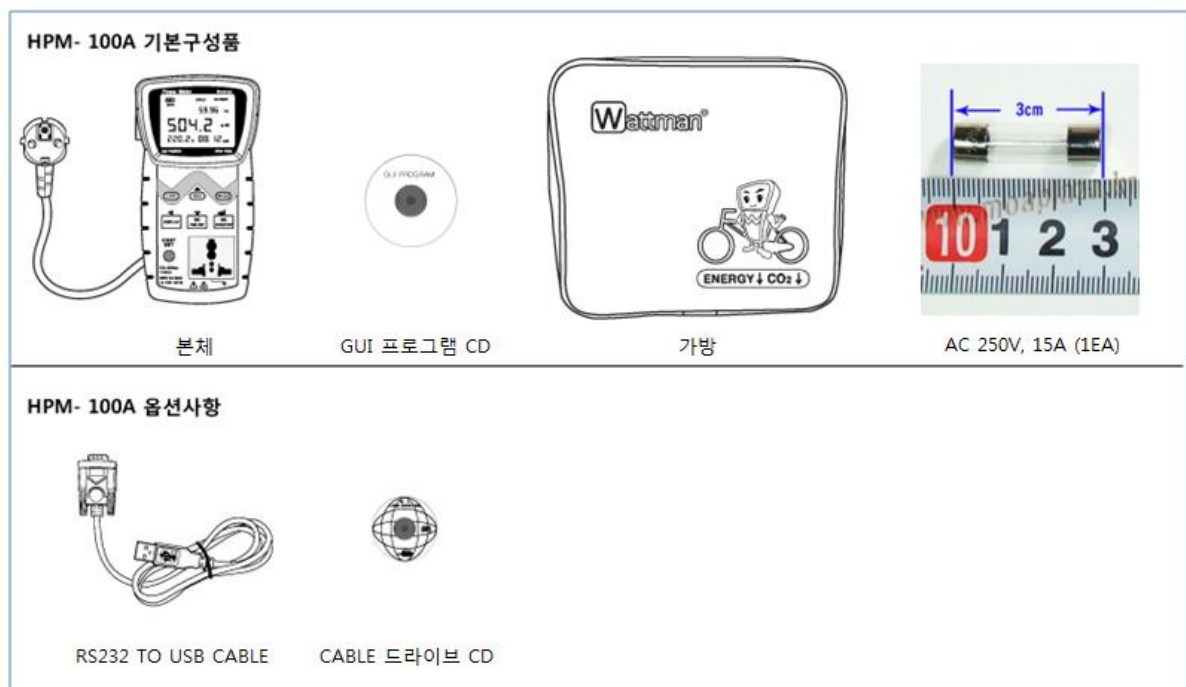 HPM- 100A 기본구성품
504.2
GUI PROGRAM
Wattman®
ENERGY↓ CO2↓
3cm
10 1 2 3
본체
GUI 프로그램 CD
가방
AC 250V, 15A (1EA)
HPM- 100A 옵션사항
RS232 TO USB CABLE
CABLE 드라이브 CD